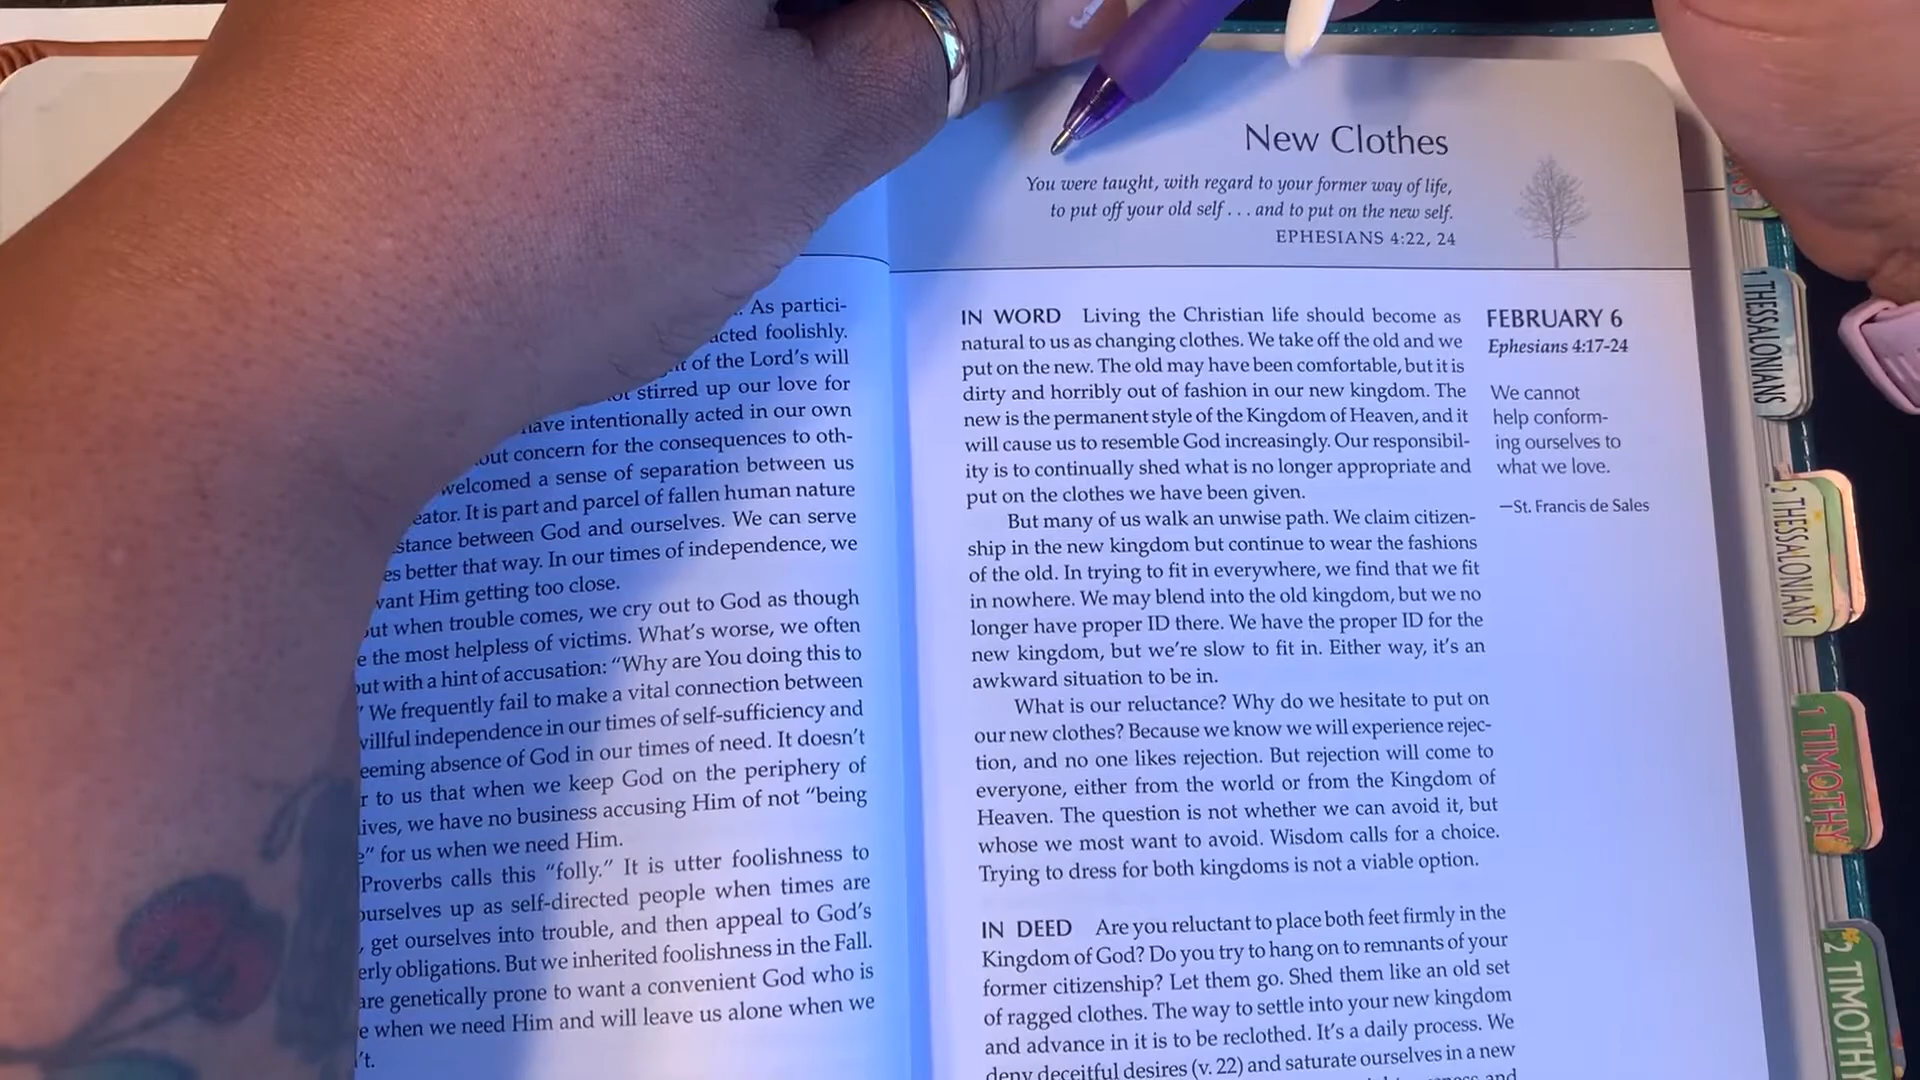 . As partici-
acted foolishly.
of the Lord's will
stirred up our love for
have intentionally acted in our own
out concern for the consequences to oth-
welcomed a sense of separation between us
eator. It is part and parcel of fallen human nature
stance between God and ourselves. We can serve
es better that way. In our times of independence, we
want Him getting too close.
out when trouble comes, we cry out to God as though
e the most helpless of victims. What's worse, we often
out with a hint of accusation: "Why are You doing this to
" We frequently fail to make a vital connection between
willful independence in our times of self-sufficiency and
eeming absence of God in our times of need. It doesn't
r to us that when we keep God on the periphery of
ives, we have no business accusing Him of not "being
e" for us when we need Him.
Proverbs calls this "folly." It is utter foolishness to
ourselves up as self-directed people when times are
, get ourselves into trouble, and then appeal to God's
erly obligations. But we inherited foolishness in the Fall.
are genetically prone to want a convenient God who is
e when we need Him and will leave us alone when we
't.
New Clothes
You were taught, with regard to your former way of life,
to put off your old self . . . and to put on the new self.
EPHESIANS 4:22, 24
IN WORD Living the Christian life should become as
natural to us as changing clothes. We take off the old and we
put on the new. The old may have been comfortable, but it is
dirty and horribly out of fashion in our new kingdom. The
new is the permanent style of the Kingdom of Heaven, and it
will cause us to resemble God increasingly. Our responsibil-
ity is to continually shed what is no longer appropriate and
put on the clothes we have been given.
But many of us walk an unwise path. We claim citizen-
ship in the new kingdom but continue to wear the fashions
of the old. In trying to fit in everywhere, we find that we fit
in nowhere. We may blend into the old kingdom, but we no
longer have proper ID there. We have the proper ID for the
new kingdom, but we're slow to fit in. Either way, it's an
awkward situation to be in.
What is our reluctance? Why do we hesitate to put on
our new clothes? Because we know we will experience rejec-
tion, and no one likes rejection. But rejection will come to
everyone, either from the world or from the Kingdom of
Heaven. The question is not whether we can avoid it, but
whose we most want to avoid. Wisdom calls for a choice.
Trying to dress for both kingdoms is not a viable option.
IN DEED Are you reluctant to place both feet firmly in the
Kingdom of God? Do you try to hang on to remnants of your
former citizenship? Let them go. Shed them like an old set
of ragged clothes. The way to settle into your new kingdom
and advance in it is to be reclothed. It's a daily process. We
deny deceitful desires (v. 22) and saturate ourselves in a new
FEBRUARY 6
Ephesians 4:17-24
We cannot
help conform-
ing ourselves to
what we love.
—St. Francis de Sales
1 THESSALONIANS
2 THESSALONIANS
1 TIMOTHY
2 TIMOTHY